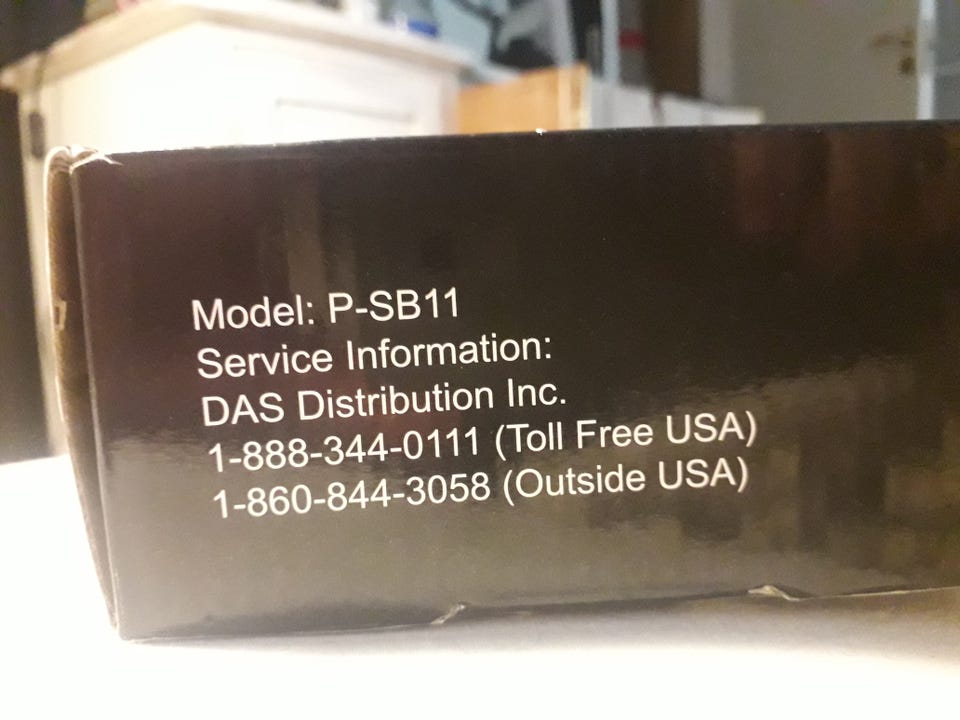 Model: P-SB11
Service Information:
DAS Distribution Inc.
1-888-344-0111 (Toll Free USA)
1-860-844-3058 (Outside USA)